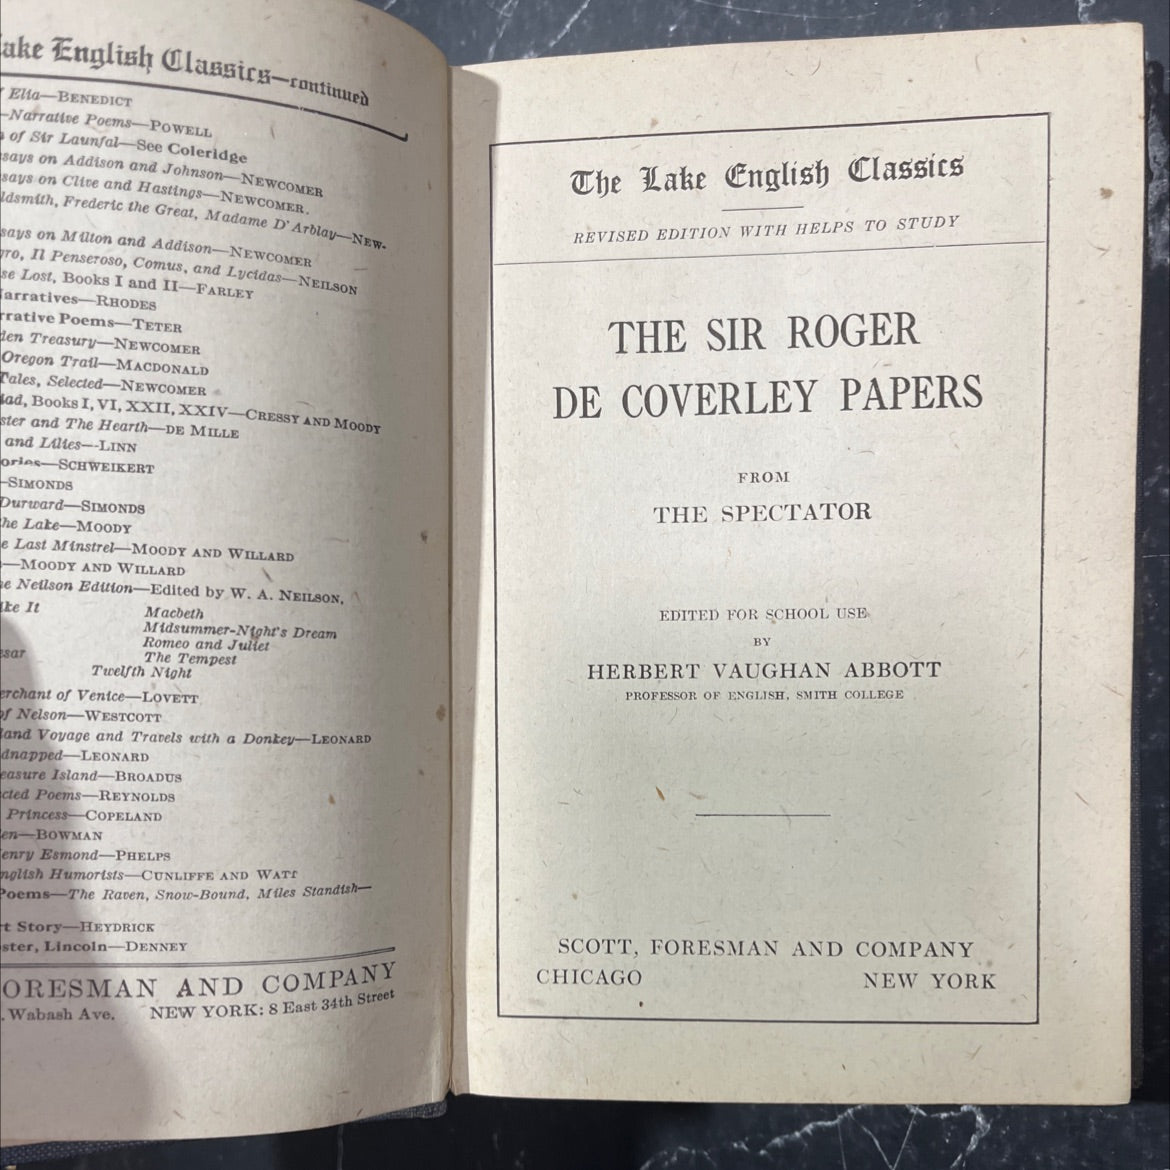 ake English Classics—continued
Elia—BENEDICT
—Narrative Poems—POWELL
of Sir Launfal—See Coleridge
says on Addison and Johnson—NEWCOMER
says on Clive and Hastings—NEWCOMER.
ldsmith, Frederic the Great, Madame D'Arblay—NEW-
says on Milton and Addison—NEWCOMER
gro, Il Penseroso, Comus, and Lycidas—NEILSON
se Lost, Books I and II—FARLEY
Narratives—RHODES
rrative Poems—TETER
den Treasury—NEWCOMER
Oregon Trail—MACDONALD
Tales, Selected—NEWCOMER
iad, Books I, VI, XXII, XXIV—CRESSY AND MOODY
ster and The Hearth—DE MILLE
and Lilies—LINN
ories—SCHWEIKERT
—SIMONDS
Durward—SIMONDS
he Lake—MOODY
e Last Minstrel—MOODY AND WILLARD
—MOODY AND WILLARD
e Neilson Edition—Edited by W. A. NEILSON,
ike It Macbeth
Midsummer-Night's Dream
Romeo and Juliet
sar The Tempest
Twelfth Night
erchant of Venice—LOVETT
of Nelson—WESTCOTT
land Voyage and Travels with a Donkey—LEONARD
dnapped—LEONARD
easure Island—BROADUS
cted Poems—REYNOLDS
Princess—COPELAND
en—BOWMAN
enry Esmond—PHELPS
nglish Humorists—CUNLIFFE AND WATT
Poems—The Raven, Snow-Bound, Miles Standish—
t Story—HEYDRICK
ster, Lincoln—DENNEY
ORESMAN AND COMPANY
. Wabash Ave. NEW YORK: 8 East 34th Street
The Lake English Classics
REVISED EDITION WITH HELPS TO STUDY
THE SIR ROGER
DE COVERLEY PAPERS
FROM
THE SPECTATOR
EDITED FOR SCHOOL USE
BY
HERBERT VAUGHAN ABBOTT
PROFESSOR OF ENGLISH, SMITH COLLEGE
SCOTT, FORESMAN AND COMPANY
CHICAGO NEW YORK